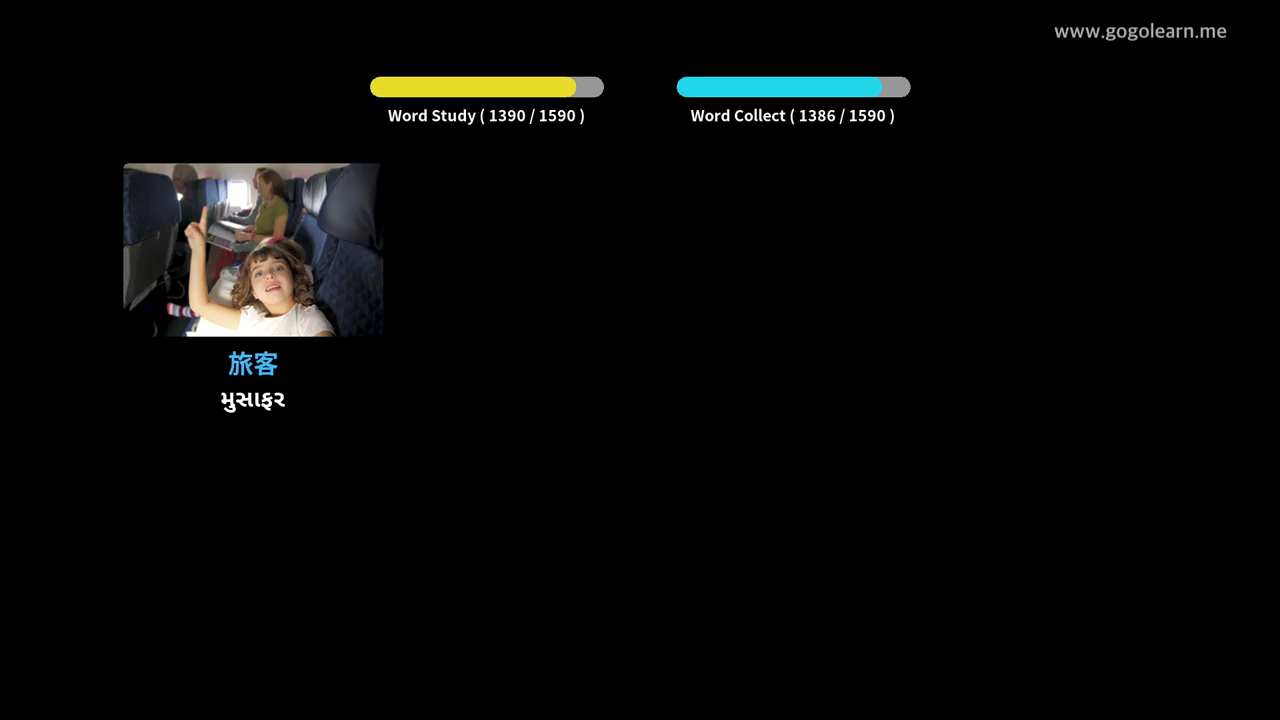 www.gogolearn.me
Word Study ( 1390 / 1590 )
Word Collect ( 1386 / 1590 )
旅客
મુસાફર